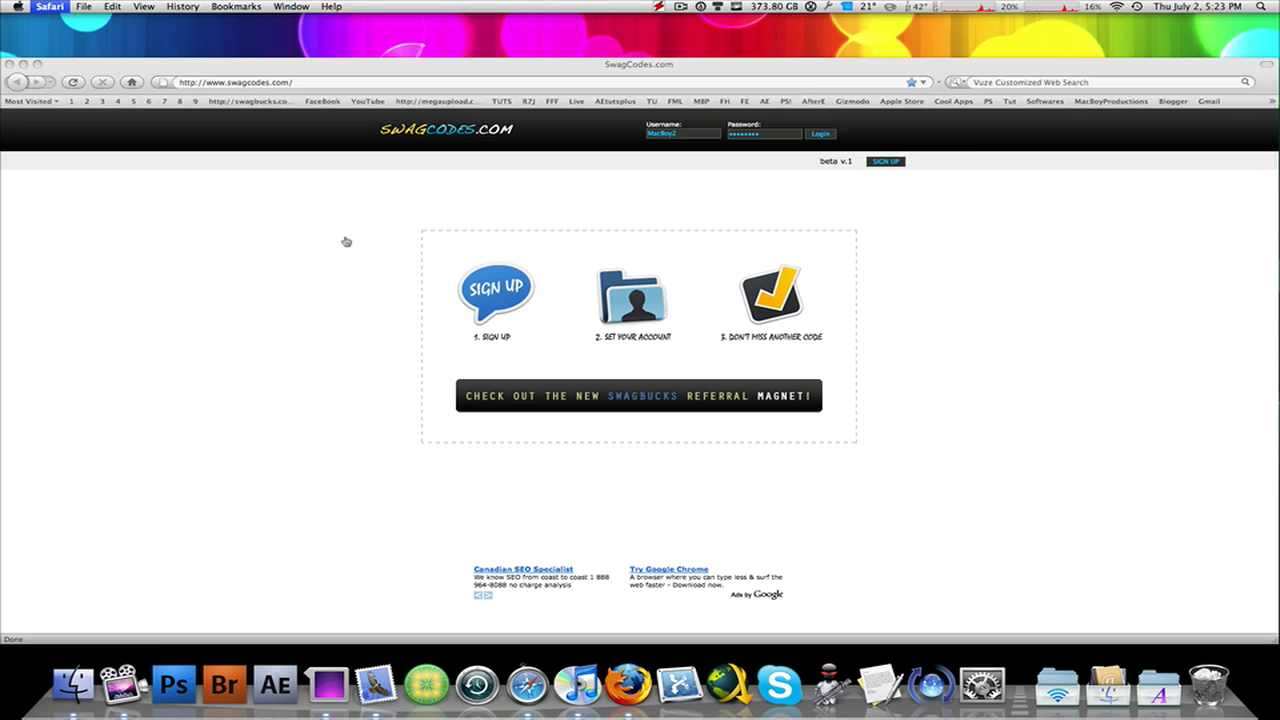 Safari File Edit View History Bookmarks Window Help 373.80 GB 21° 42° 20% 16% Thu July 2, 5:23 PM
SwagCodes.com
http://www.swagcodes.com/ Vuze Customized Web Search
Most Visited 1 2 3 4 5 6 7 8 9 http://swagbucks.co... FaceBook YouTube http://megaupload.c... TUTS R7J FFF Live AEtutsplus TU FML MBP FH FE AE PS! AfterE Gizmodo Apple Store Cool Apps PS Tut Softwares MacBoyProductions Blogger Gmail
Username: Password:
SWAGCODES.COM MacBoy2 •••••••• Login
beta v.1 SIGN UP
SIGN UP
1. SIGN UP 2. SET YOUR ACCOUNT 3. DON'T MISS ANOTHER CODE
CHECK OUT THE NEW SWAGBUCKS REFERRAL MAGNET!
Canadian SEO Specialist
We know SEO from coast to coast 1 888
964-8088 no charge analysis
Try Google Chrome
A browser where you can type less & surf the
web faster - Download now.
Ads by Google
Done
Ps Br AE S A